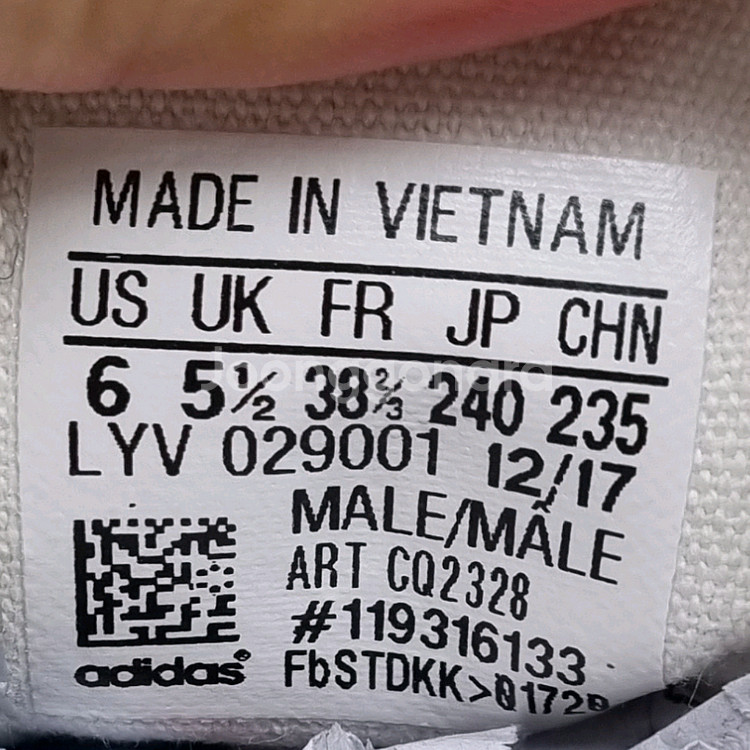 MADE IN VIETNAM
US UK FR JP CHN
6 5½ 38⅔ 240 235
LYV 029001 12/17
MALE/MÂLE
ART CQ2328
#119316133
adidas®
Joonggonara